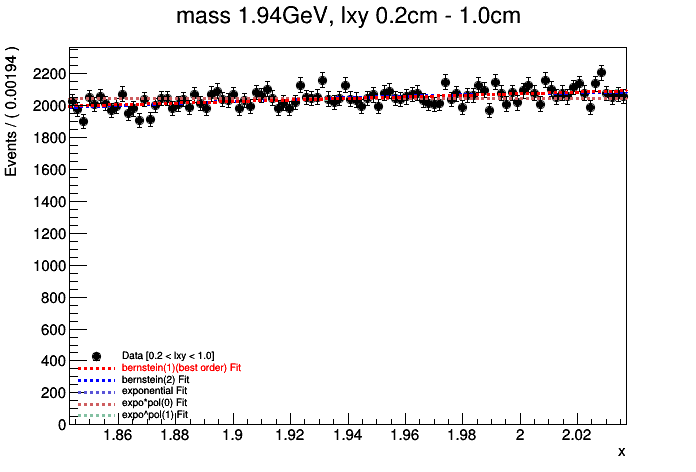 mass 1.94GeV, lxy 0.2cm - 1.0cm
Events / ( 0.00194 )
2200
2000
1800
1600
1400
1200
1000
800
600
400
200
0
Data [0.2 < lxy < 1.0]
bernstein(1)(best order) Fit
bernstein(2) Fit
exponential Fit
expo*pol(0) Fit
expo*pol(1) Fit
1.86 1.88 1.9 1.92 1.94 1.96 1.98 2 2.02
x